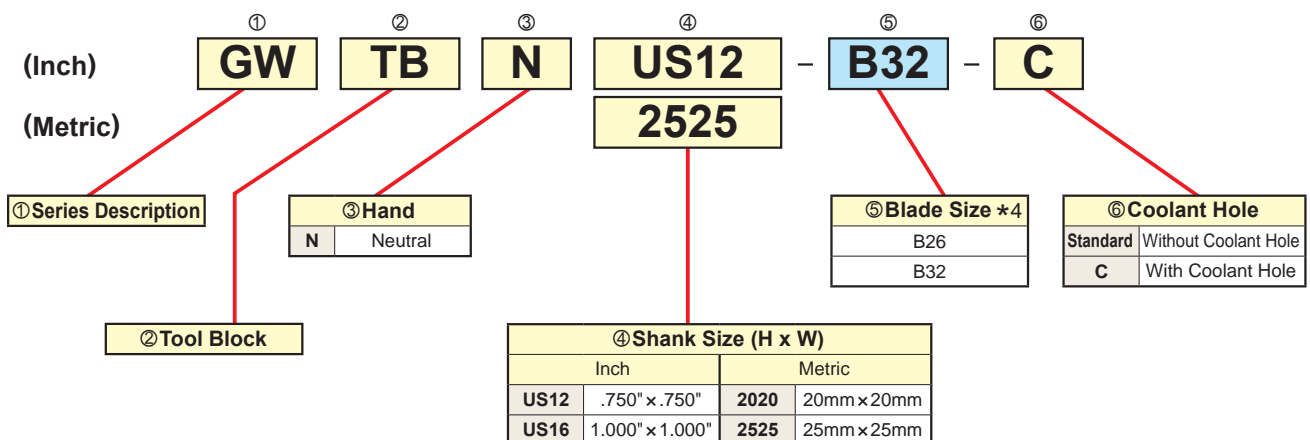 ① ② ③ ④ ⑤ ⑥
(Inch) GW TB N US12 – B32 – C
(Metric) 2525
①Series Description
③Hand
N Neutral
⑤Blade Size *4
B26
B32
⑥Coolant Hole
Standard Without Coolant Hole
C With Coolant Hole
②Tool Block
④Shank Size (H x W)
Inch Metric
US12 .750"×.750" 2020 20mm×20mm
US16 1.000"×1.000" 2525 25mm×25mm